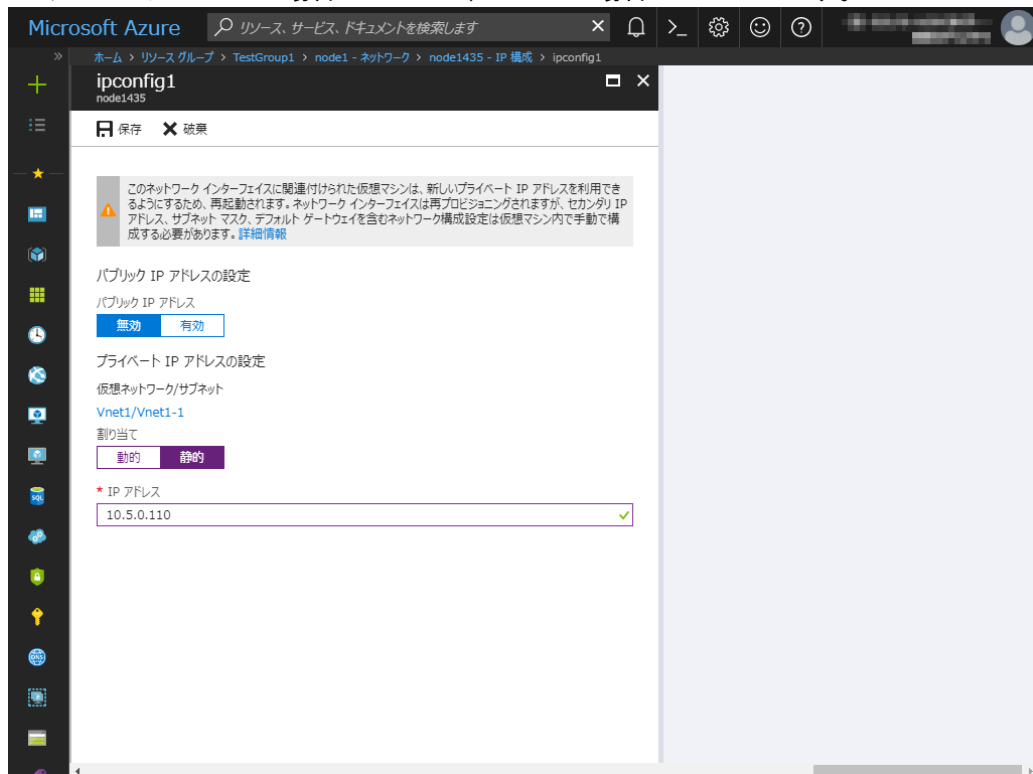 Microsoft Azure
リソース、サービス、ドキュメントを検索します
ホーム > リソース グループ > TestGroup1 > node1 - ネットワーク > node1435 - IP 構成 > ipconfig1
ipconfig1
node1435
保存 破棄
このネットワーク インターフェイスに関連付けられた仮想マシンは、新しいプライベート IP アドレスを利用でき
るようにするため、再起動されます。ネットワーク インターフェイスは再プロビジョニングされますが、セカンダリ IP
アドレス、サブネット マスク、デフォルト ゲートウェイを含むネットワーク構成設定は仮想マシン内で手動で構
成する必要があります。詳細情報
パブリック IP アドレスの設定
パブリック IP アドレス
無効 有効
プライベート IP アドレスの設定
仮想ネットワーク/サブネット
Vnet1/Vnet1-1
割り当て
動的 静的
* IP アドレス
10.5.0.110
SQL
DNS